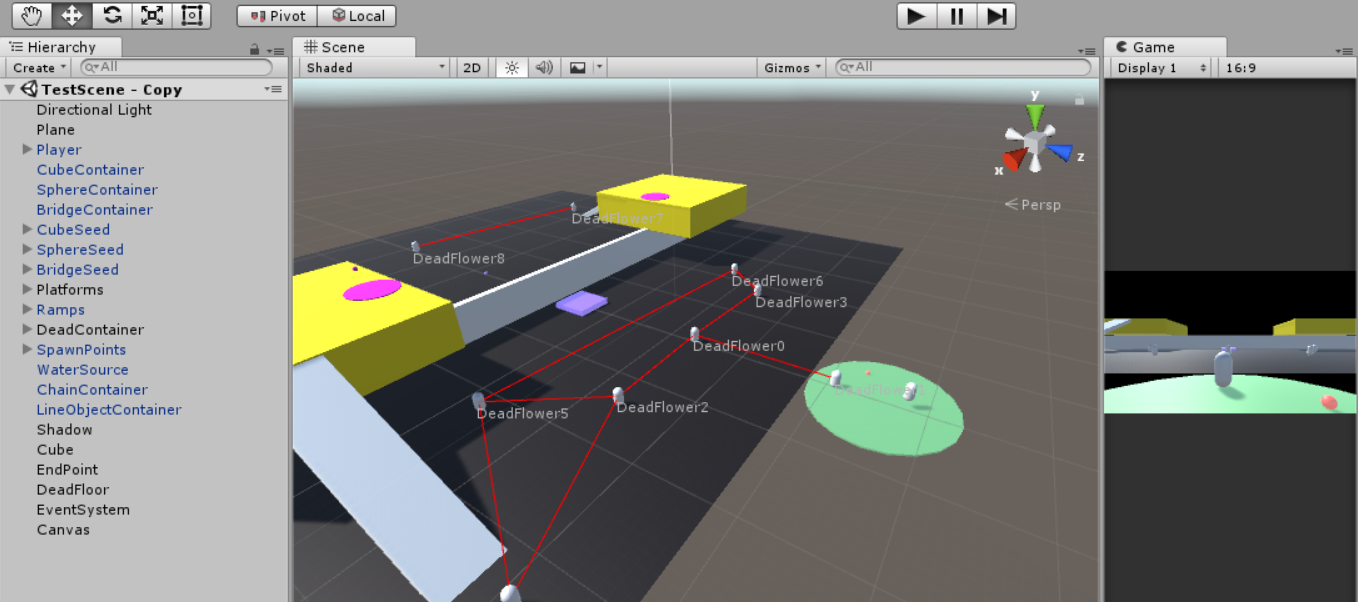 Pivot Local
Hierarchy
Create All
TestScene - Copy
Directional Light
Plane
Player
CubeContainer
SphereContainer
BridgeContainer
CubeSeed
SphereSeed
BridgeSeed
Platforms
Ramps
DeadContainer
SpawnPoints
WaterSource
ChainContainer
LineObjectContainer
Shadow
Cube
EndPoint
DeadFloor
EventSystem
Canvas
Scene
Shaded 2D Gizmos All
y
z
x
Persp
DeadFlower7
DeadFlower8
DeadFlower6
DeadFlower3
DeadFlower0
DeadFlower5
DeadFlower2
Game
Display 1 16:9